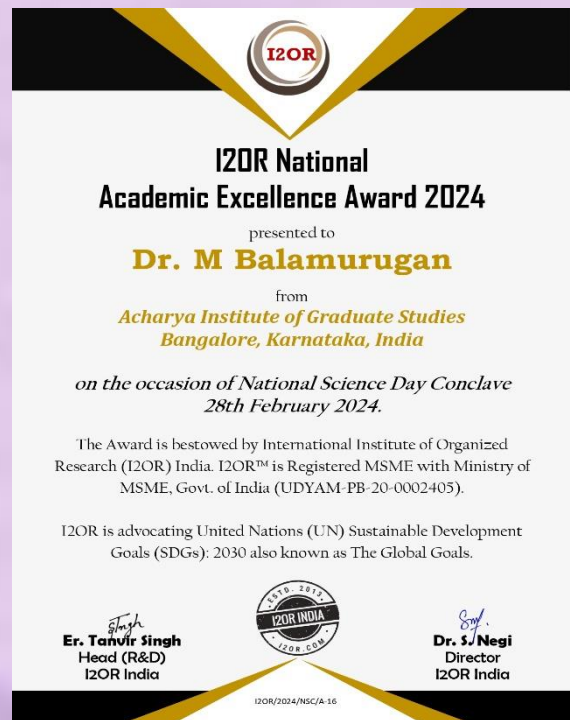 I2OR
I2OR National
Academic Excellence Award 2024
presented to
Dr. M Balamurugan
from
Acharya Institute of Graduate Studies
Bangalore, Karnataka, India
on the occasion of National Science Day Conclave
28th February 2024.
The Award is bestowed by International Institute of Organized
Research (I2OR) India. I2OR™ is Registered MSME with Ministry of
MSME, Govt. of India (UDYAM-PB-20-0002405).
I2OR is advocating United Nations (UN) Sustainable Development
Goals (SDGs): 2030 also known as The Global Goals.
ESTD. 2013
I2OR INDIA
I2OR.COM
Er. Tanvir Singh
Head (R&D)
I2OR India
Dr. S. Negi
Director
I2OR India
I2OR/2024/NSC/A-16